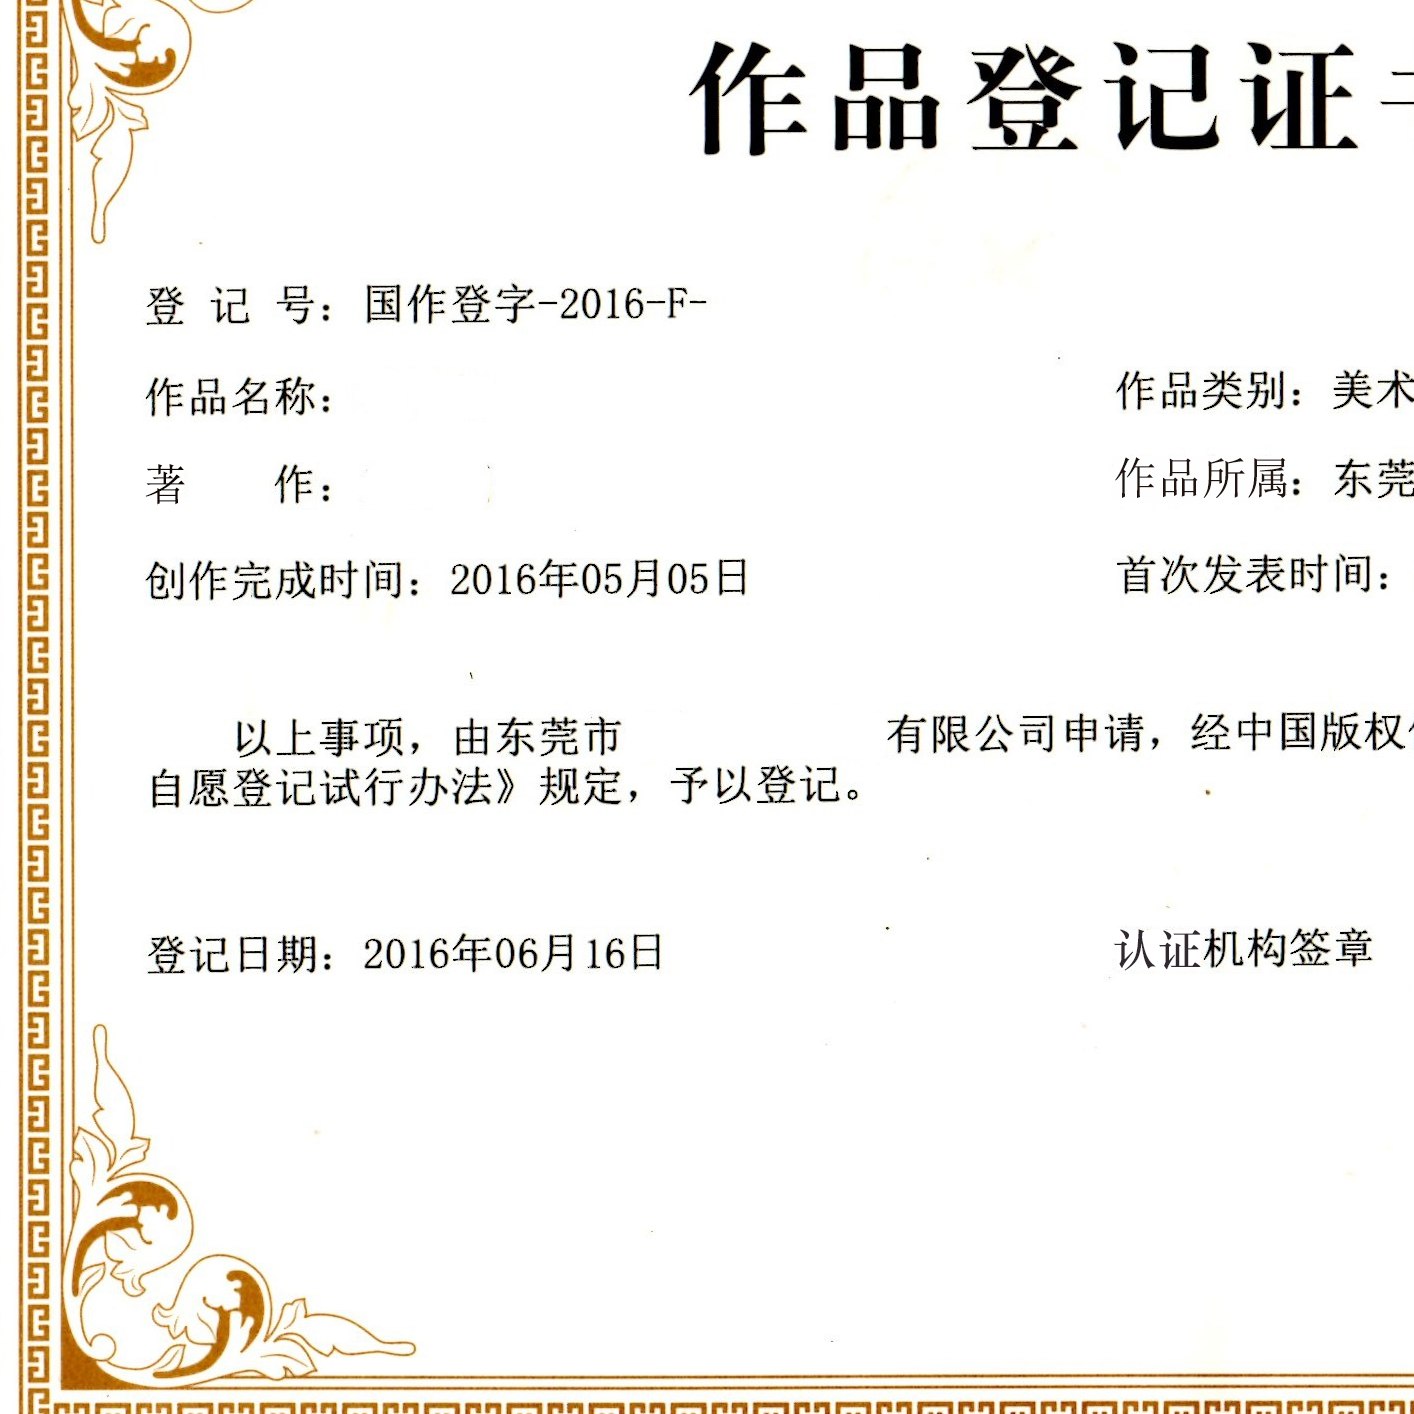 作品登记证
登 记 号：国作登字-2016-F-
作品名称：
作品类别：美术
著　　作：
作品所属：东莞
创作完成时间：2016年05月05日
首次发表时间：
以上事项，由东莞市　　　　　　有限公司申请，经中国版权
自愿登记试行办法》规定，予以登记。
登记日期：2016年06月16日
认证机构签章